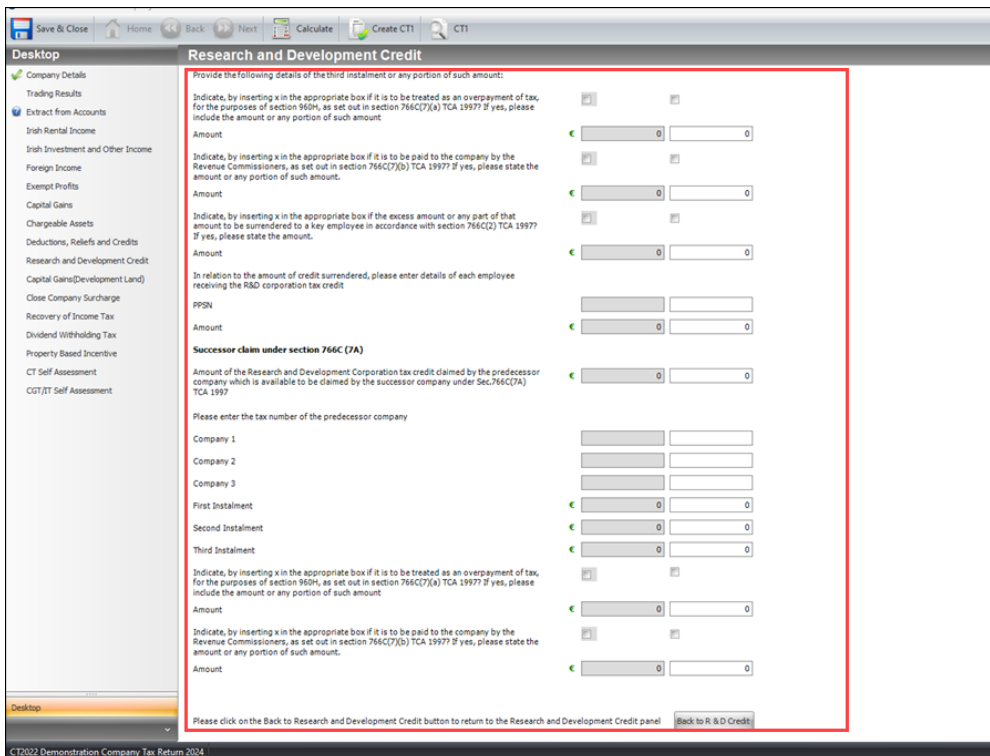 Save & Close Home Back Next Calculate Create CT1 CT1
Desktop
Company Details
Trading Results
Extract from Accounts
Irish Rental Income
Irish Investment and Other Income
Foreign Income
Exempt Profits
Capital Gains
Chargeable Assets
Deductions, Reliefs and Credits
Research and Development Credit
Capital Gains(Development Land)
Close Company Surcharge
Recovery of Income Tax
Dividend Withholding Tax
Property Based Incentive
CT Self Assessment
CGT/IT Self Assessment
Desktop
Research and Development Credit
Provide the following details of the third instalment or any portion of such amount:
Indicate, by inserting x in the appropriate box if it is to be treated as an overpayment of tax,
for the purposes of section 960H, as set out in section 766C(7)(a) TCA 1997? If yes, please
include the amount or any portion of such amount
Amount € 0 0
Indicate, by inserting x in the appropriate box if it is to be paid to the company by the
Revenue Commissioners, as set out in section 766C(7)(b) TCA 1997? If yes, please state the
amount or any portion of such amount.
Amount € 0 0
Indicate, by inserting x in the appropriate box if the excess amount or any part of that
amount to be surrendered to a key employee in accordance with section 766C(2) TCA 1997?
If yes, please state the amount.
Amount € 0 0
In relation to the amount of credit surrendered, please enter details of each employee
receiving the R&D corporation tax credit
PPSN
Amount € 0 0
Successor claim under section 766C (7A)
Amount of the Research and Development Corporation tax credit claimed by the predecessor
company which is available to be claimed by the successor company under Sec.766C(7A) € 0 0
TCA 1997
Please enter the tax number of the predecessor company
Company 1
Company 2
Company 3
First Instalment € 0 0
Second Instalment € 0 0
Third Instalment € 0 0
Indicate, by inserting x in the appropriate box if it is to be treated as an overpayment of tax,
for the purposes of section 960H, as set out in section 766C(7)(a) TCA 1997? If yes, please
include the amount or any portion of such amount
Amount € 0 0
Indicate, by inserting x in the appropriate box if it is to be paid to the company by the
Revenue Commissioners, as set out in section 766C(7)(b) TCA 1997? If yes, please state the
amount or any portion of such amount.
Amount € 0 0
Please click on the Back to Research and Development Credit button to return to the Research and Development Credit panel Back to R & D Credit
CT2022 Demonstration Company Tax Return 2024